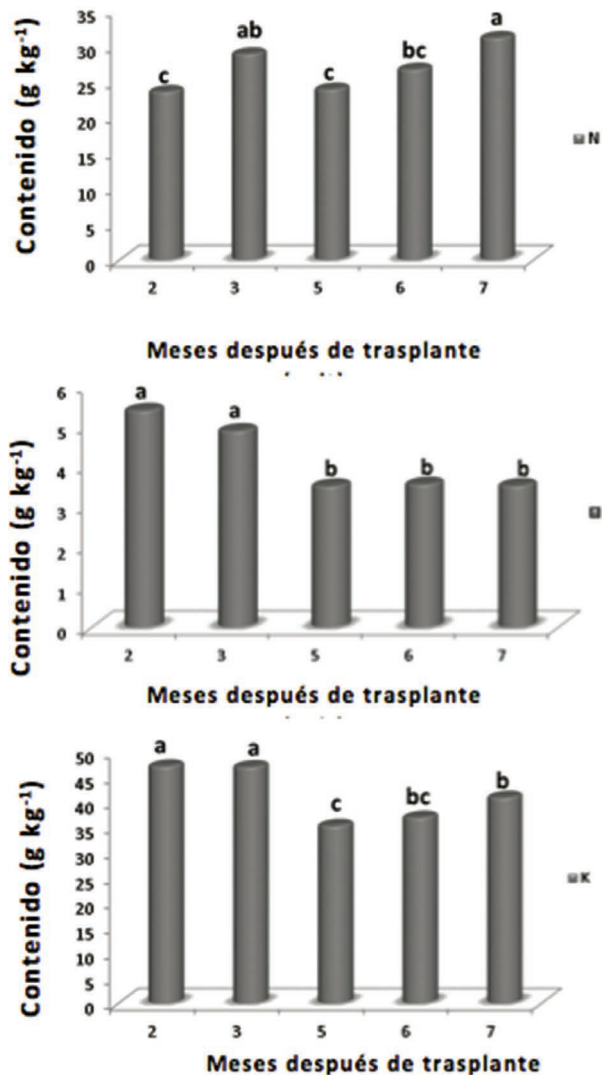 35
30
25
20
15
10
5
0
Contenido (g kg⁻¹)
c ab c bc a
N
2 3 5 6 7
Meses después de trasplante
6
5
4
3
2
1
0
Contenido (g kg⁻¹)
a a b b b
2 3 5 6 7
Meses después de trasplante
50
45
40
35
30
25
20
15
10
5
0
Contenido (g kg⁻¹)
a a c bc b
K
2 3 5 6 7
Meses después de trasplante